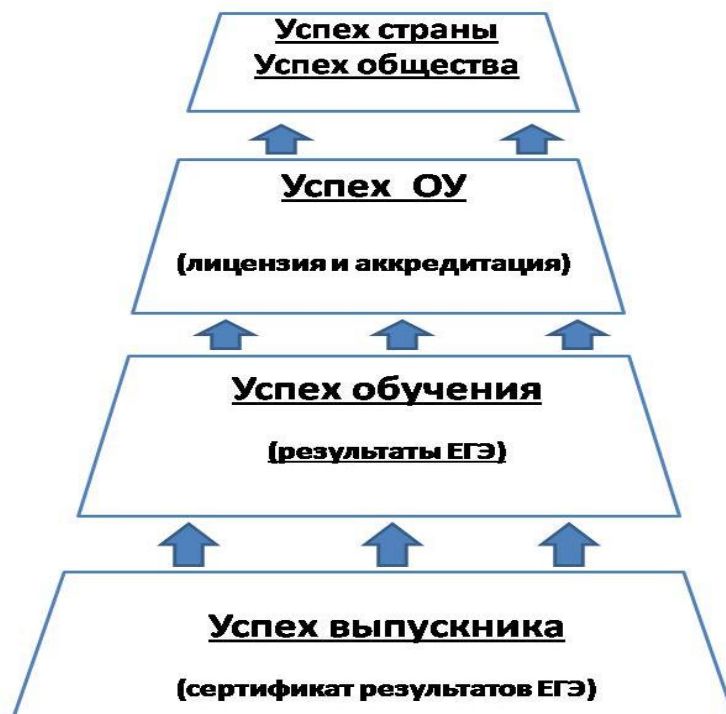 Успех страны
Успех общества
Успех ОУ
(лицензия и аккредитация)
Успех обучения
(результаты ЕГЭ)
Успех выпускника
(сертификат результатов ЕГЭ)